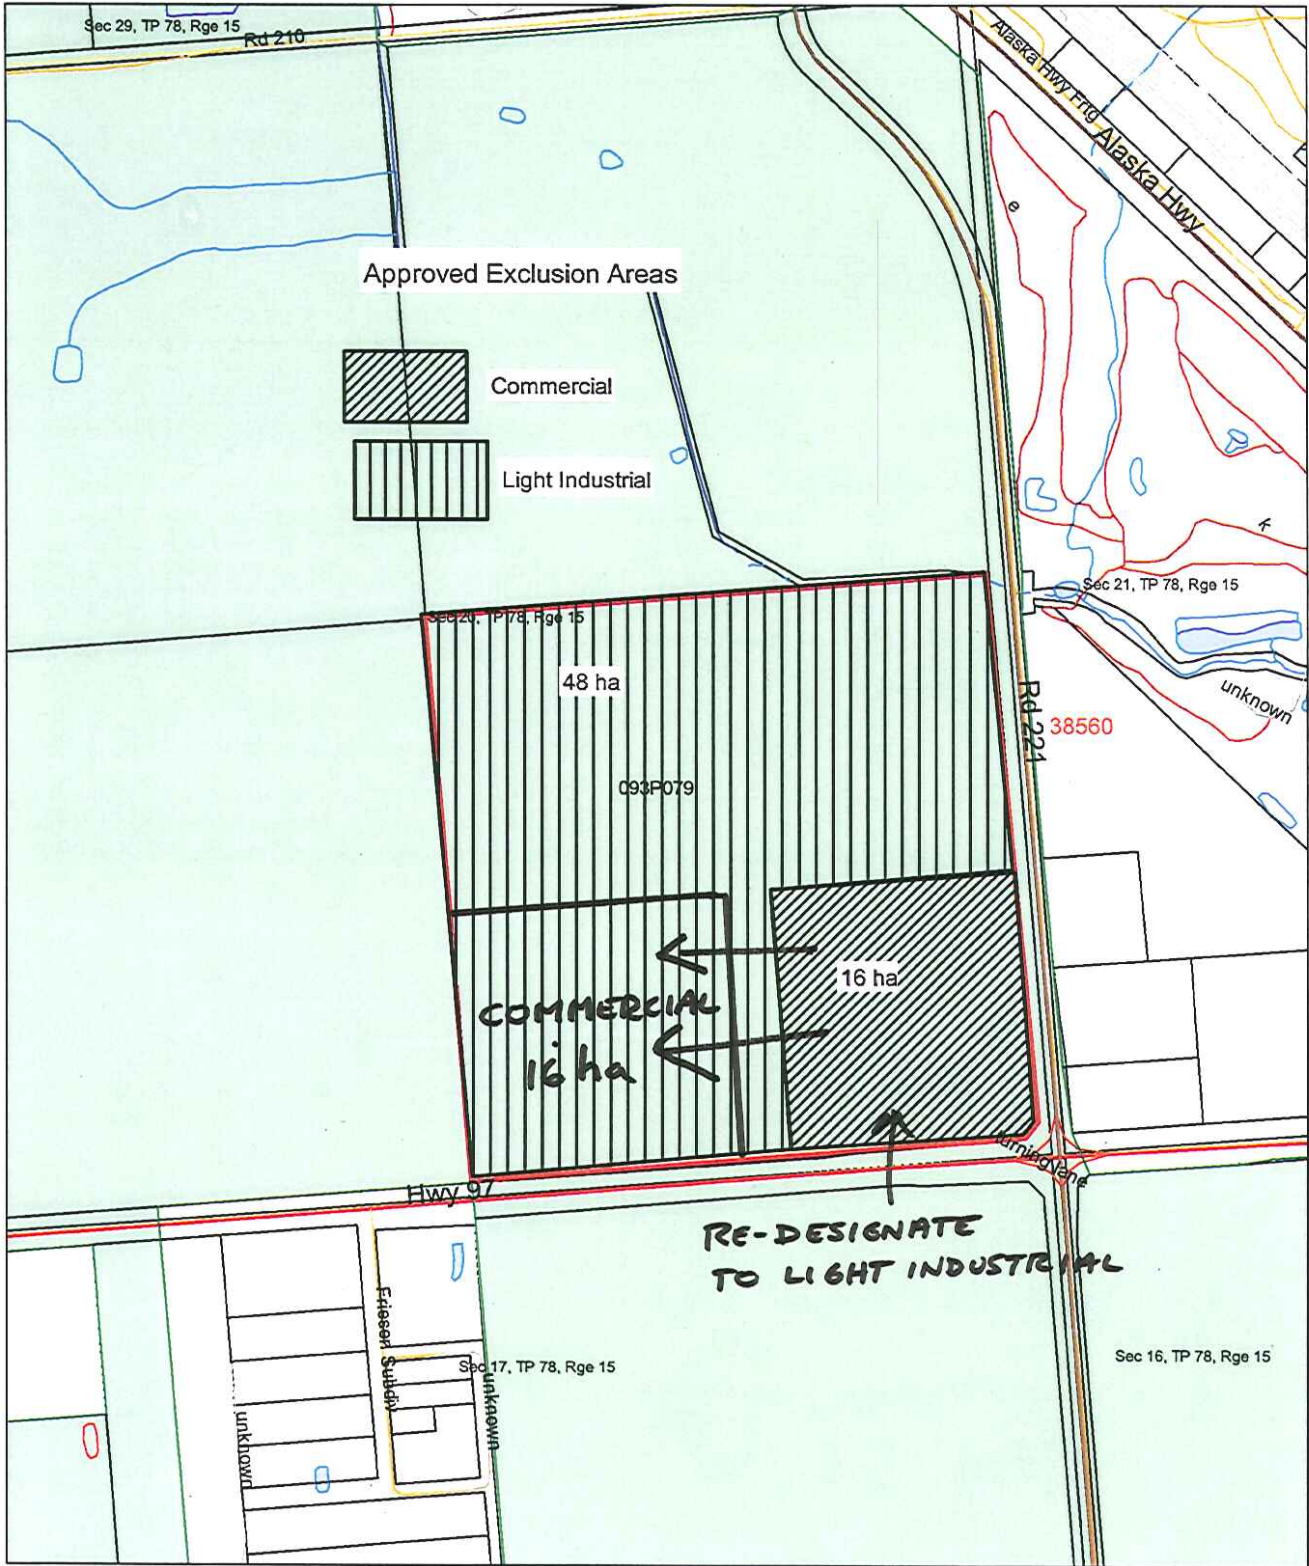 Sec 29, TP 78, Rge 15
Rd 210
Alaska Hwy Frtg
Alaska Hwy
e
Approved Exclusion Areas
Commercial
Light Industrial
k
Sec 21, TP 78, Rge 15
Sec 20, TP 78, Rge 15
48 ha
unknown
Rd 221
38560
093P079
16 ha
COMMERCIAL
16 ha
turning lane
Hwy 97
RE-DESIGNATE
TO LIGHT INDUSTRIAL
Friesen Subdiv
Sec 17, TP 78, Rge 15
Sec 16, TP 78, Rge 15
unknown
unknown